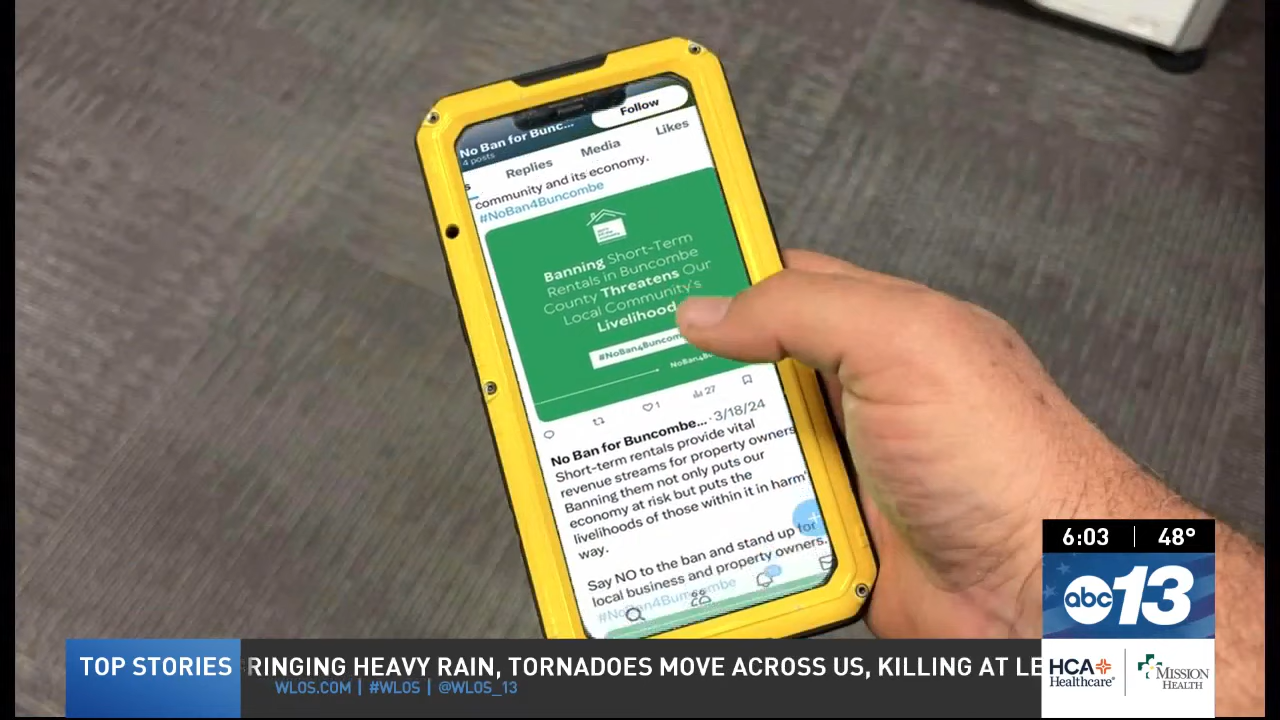 No Ban for Bunc...
4 posts
Follow
s
Replies
Media
Likes
community and its economy.
#NoBan4Buncombe
Banning Short-Term
Rentals in Buncombe
County Threatens Our
Local Community's
Livelihood
#NoBan4Buncom
NoBan4Bu
1
27
No Ban for Buncombe... · 3/18/24
Short-term rentals provide vital
revenue streams for property owners
Banning them not only puts our
economy at risk but puts the
livelihoods of those within it in harm'
way.
Say NO to the ban and stand up for
local business and property owners.
#NoBan4Buncombe
6:03 | 48°
abc 13
TOP STORIES
RINGING HEAVY RAIN, TORNADOES MOVE ACROSS US, KILLING AT LE
WLOS.COM | #WLOS | @WLOS_13
HCA
Healthcare
MISSION
HEALTH